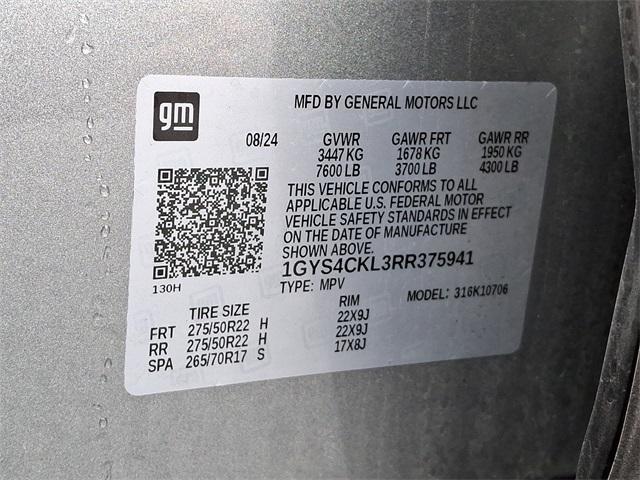 gm
MFD BY GENERAL MOTORS LLC
08/24 GVWR GAWR FRT GAWR RR
3447 KG 1678 KG 1950 KG
7600 LB 3700 LB 4300 LB
THIS VEHICLE CONFORMS TO ALL
APPLICABLE U.S. FEDERAL MOTOR
VEHICLE SAFETY STANDARDS IN EFFECT
ON THE DATE OF MANUFACTURE
SHOWN ABOVE.
1GYS4CKL3RR375941
130H
TYPE: MPV MODEL: 316K10706
TIRE SIZE RIM
FRT 275/50R22 H 22X9J
RR 275/50R22 H 22X9J
SPA 265/70R17 S 17X8J